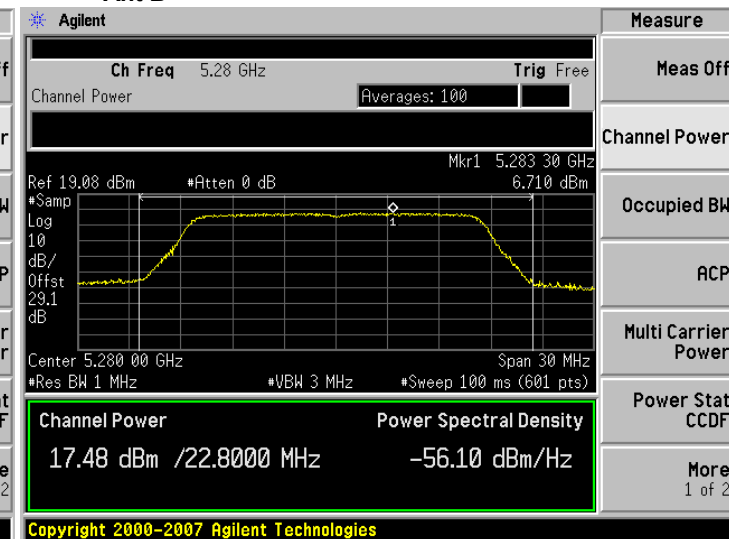 Agilent
Measure
Ch Freq 5.28 GHz
Trig Free
Channel Power
Averages: 100
Mkr1 5.283 30 GHz
Ref 19.08 dBm
#Atten 0 dB
6.710 dBm
#Samp
Log
10
dB/
Offst
29.1
dB
1
Center 5.280 00 GHz
Span 30 MHz
#Res BW 1 MHz
#VBW 3 MHz
#Sweep 100 ms (601 pts)
Channel Power
Power Spectral Density
17.48 dBm /22.8000 MHz
-56.10 dBm/Hz
Copyright 2000-2007 Agilent Technologies
Meas Off
Channel Power
Occupied BW
ACP
Multi Carrier
Power
Power Stat
CCDF
More
1 of 2